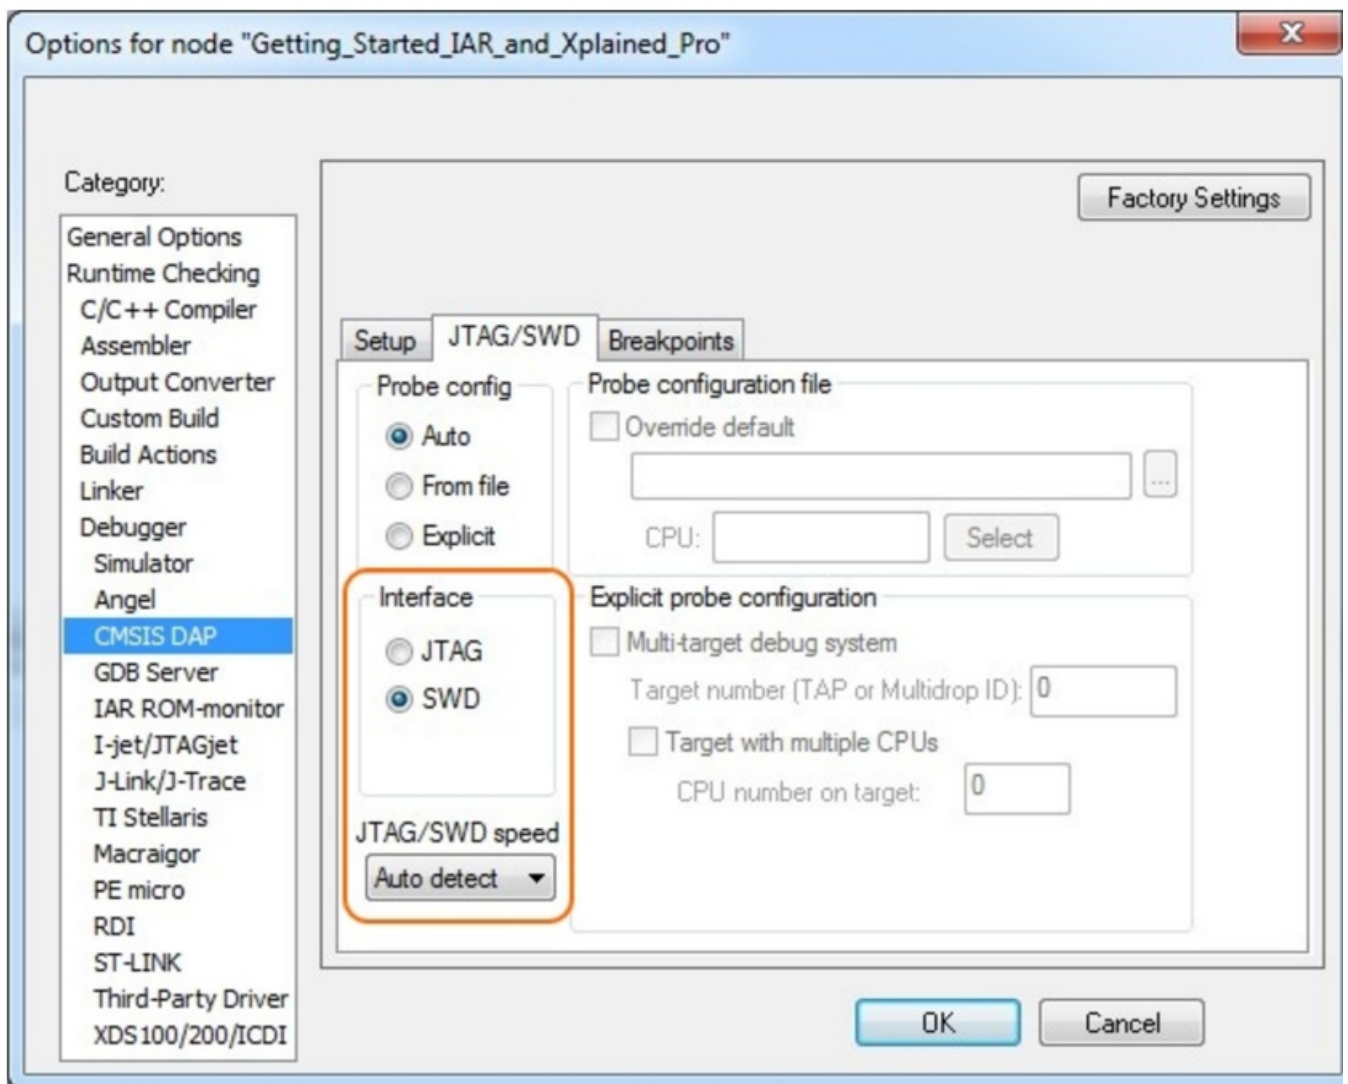 Options for node "Getting_Started_IAR_and_Xplained_Pro"
Category:
General Options
Runtime Checking
C/C++ Compiler
Assembler
Output Converter
Custom Build
Build Actions
Linker
Debugger
Simulator
Angel
CMSIS DAP
GDB Server
IAR ROM-monitor
I-jet/JTAGjet
J-Link/J-Trace
TI Stellaris
Macraigor
PE micro
RDI
ST-LINK
Third-Party Driver
XDS100/200/ICDI
Factory Settings
Setup JTAG/SWD Breakpoints
Probe config
Auto
From file
Explicit
Probe configuration file
Override default
...
CPU: Select
Interface
JTAG
SWD
JTAG/SWD speed
Auto detect
Explicit probe configuration
Multi-target debug system
Target number (TAP or Multidrop ID): 0
Target with multiple CPUs
CPU number on target: 0
OK Cancel